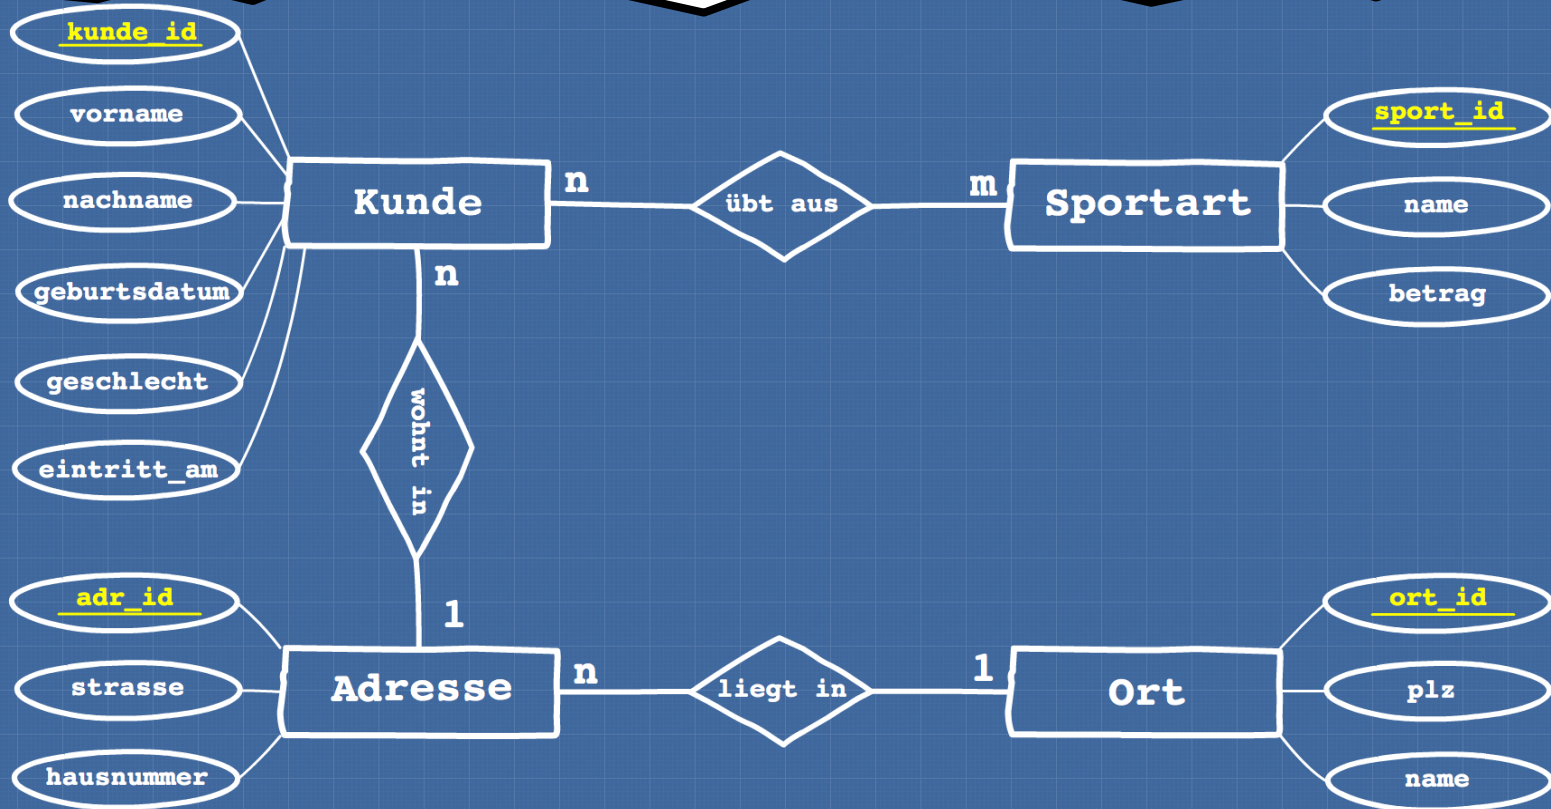 kunde_id
vorname
nachname
geburtsdatum
geschlecht
eintritt_am
Kunde
n
übt aus
m
Sportart
sport_id
name
betrag
n
wohnt in
1
adr_id
strasse
hausnummer
Adresse
n
liegt in
1
Ort
ort_id
plz
name